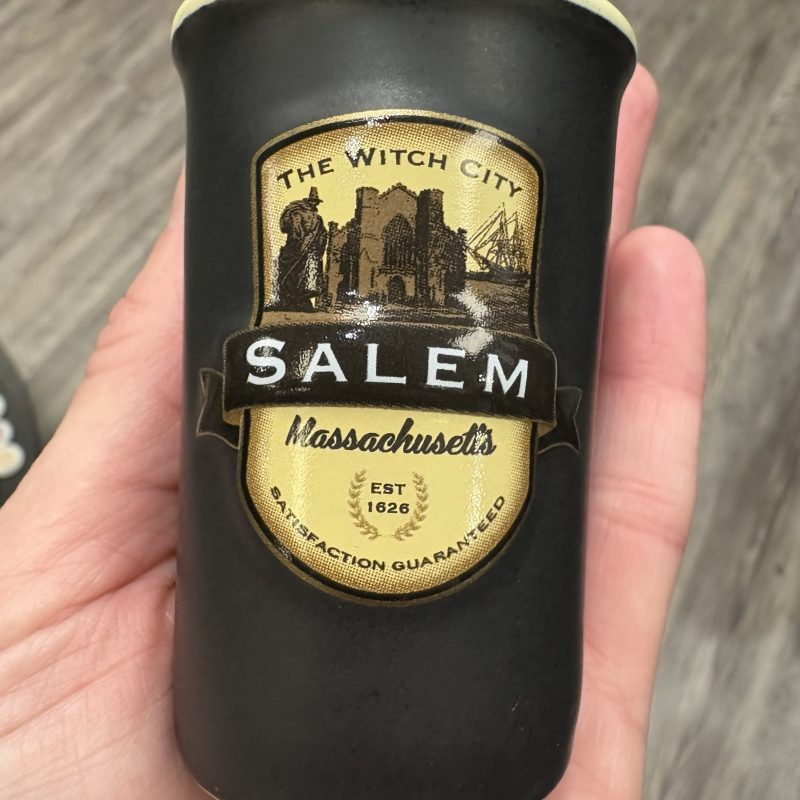 THE WITCH CITY
SALEM
Massachusetts
EST
1626
SATISFACTION GUARANTEED